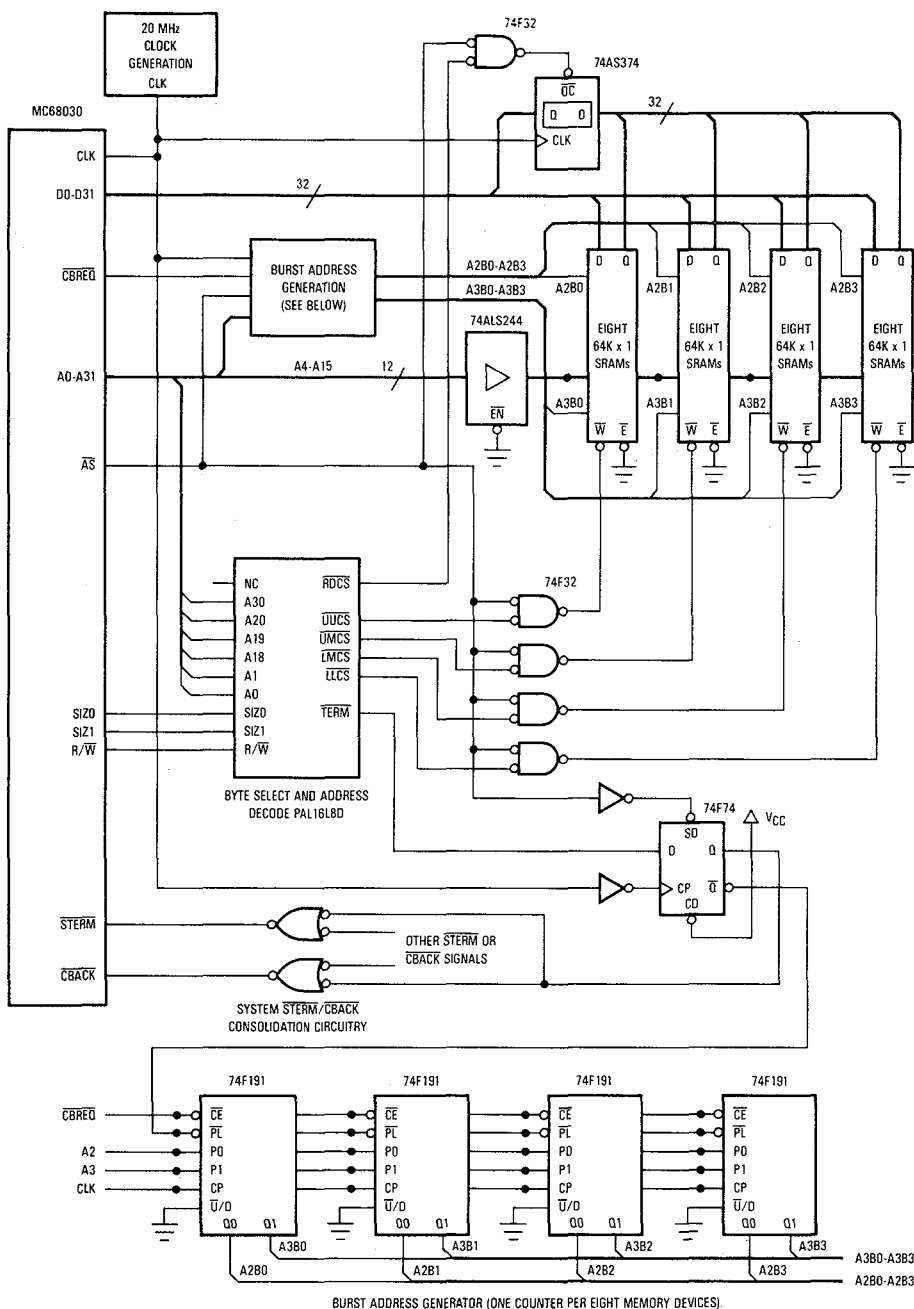 20 MHz
CLOCK
GENERATION
CLK
74F32
74AS374
OC
Q Q
CLK
32
MC68030
CLK
D0-D31
32
CBREQ
BURST ADDRESS
GENERATION
(SEE BELOW)
A2B0-A2B3
A3B0-A3B3
D Q
D Q
D Q
D Q
A2B0
A2B1
A2B2
A2B3
EIGHT
64K x 1
SRAMs
EIGHT
64K x 1
SRAMs
EIGHT
64K x 1
SRAMs
EIGHT
64K x 1
SRAMs
74ALS244
EN
A0-A31
A4-A15
12
A3B0
A3B1
A3B2
A3B3
W E
W E
W E
W E
AS
NC
A30
A20
A19
A18
A1
A0
SIZ0
SIZ1
R/W
RDCS
UUCS
UMCS
LMCS
LLCS
TERM
74F32
SIZ0
SIZ1
R/W
BYTE SELECT AND ADDRESS
DECODE PAL16L8D
74F74
VCC
SD
D Q
CP Q
CD
STERM
CBACK
OTHER STERM OR
CBACK SIGNALS
SYSTEM STERM/CBACK
CONSOLIDATION CIRCUITRY
74F191
74F191
74F191
74F191
CBREQ
A2
A3
CLK
CE
PL
P0
P1
CP
U/D
Q0 Q1
CE
PL
P0
P1
CP
U/D
Q0 Q1
CE
PL
P0
P1
CP
U/D
Q0 Q1
CE
PL
P0
P1
CP
U/D
Q0 Q1
A3B0
A3B1
A3B2
A3B3
A3B0-A3B3
A2B0
A2B1
A2B2
A2B3
A2B0-A2B3
BURST ADDRESS GENERATOR (ONE COUNTER PER EIGHT MEMORY DEVICES).